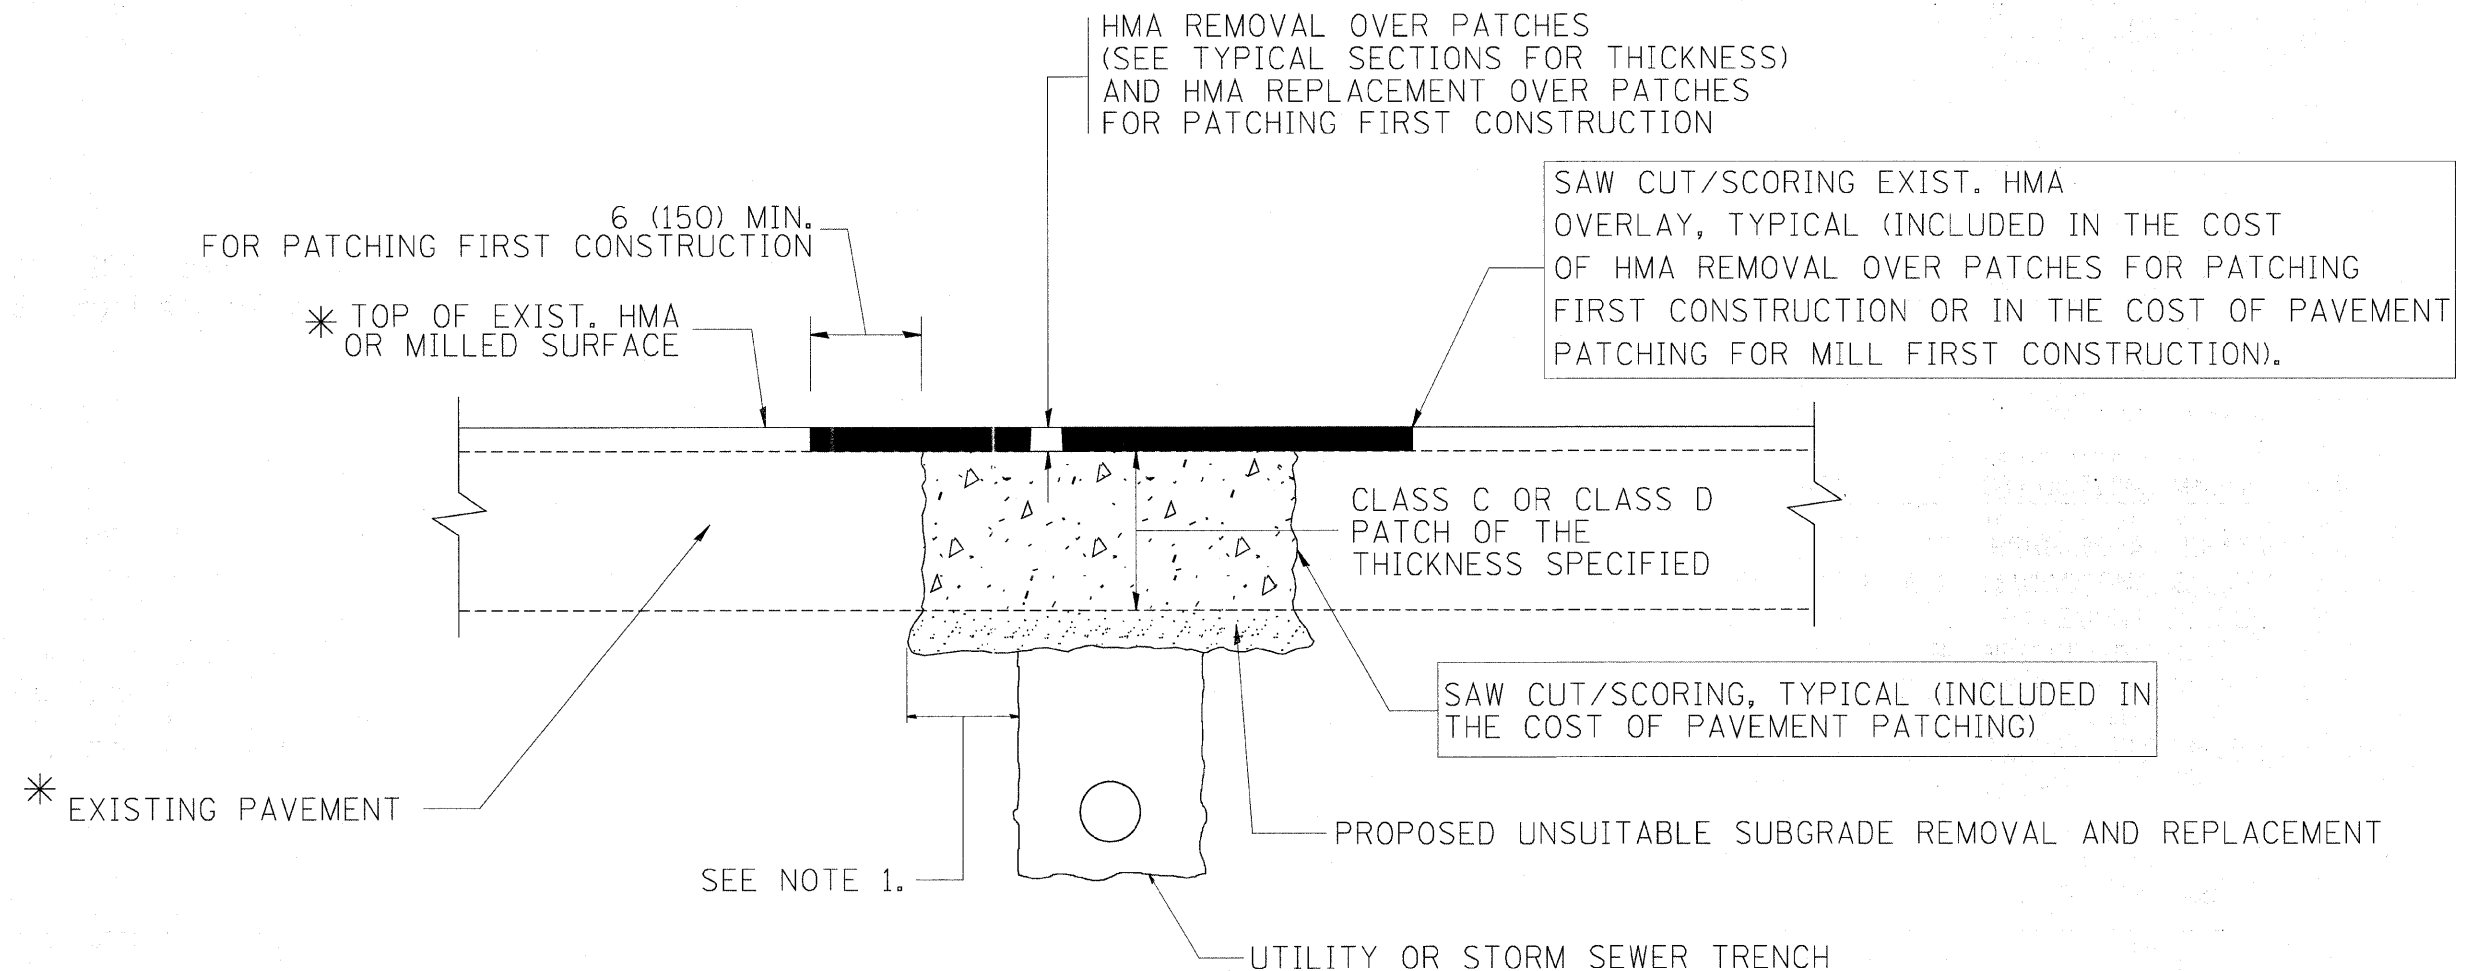 HMA REMOVAL OVER PATCHES
(SEE TYPICAL SECTIONS FOR THICKNESS)
AND HMA REPLACEMENT OVER PATCHES
FOR PATCHING FIRST CONSTRUCTION
SAW CUT/SCORING EXIST. HMA
OVERLAY, TYPICAL (INCLUDED IN THE COST
OF HMA REMOVAL OVER PATCHES FOR PATCHING
FIRST CONSTRUCTION OR IN THE COST OF PAVEMENT
PATCHING FOR MILL FIRST CONSTRUCTION).
6 (150) MIN.
FOR PATCHING FIRST CONSTRUCTION
* TOP OF EXIST. HMA
OR MILLED SURFACE
CLASS C OR CLASS D
PATCH OF THE
THICKNESS SPECIFIED
SAW CUT/SCORING, TYPICAL (INCLUDED IN
THE COST OF PAVEMENT PATCHING)
* EXISTING PAVEMENT
PROPOSED UNSUITABLE SUBGRADE REMOVAL AND REPLACEMENT
SEE NOTE 1.
UTILITY OR STORM SEWER TRENCH